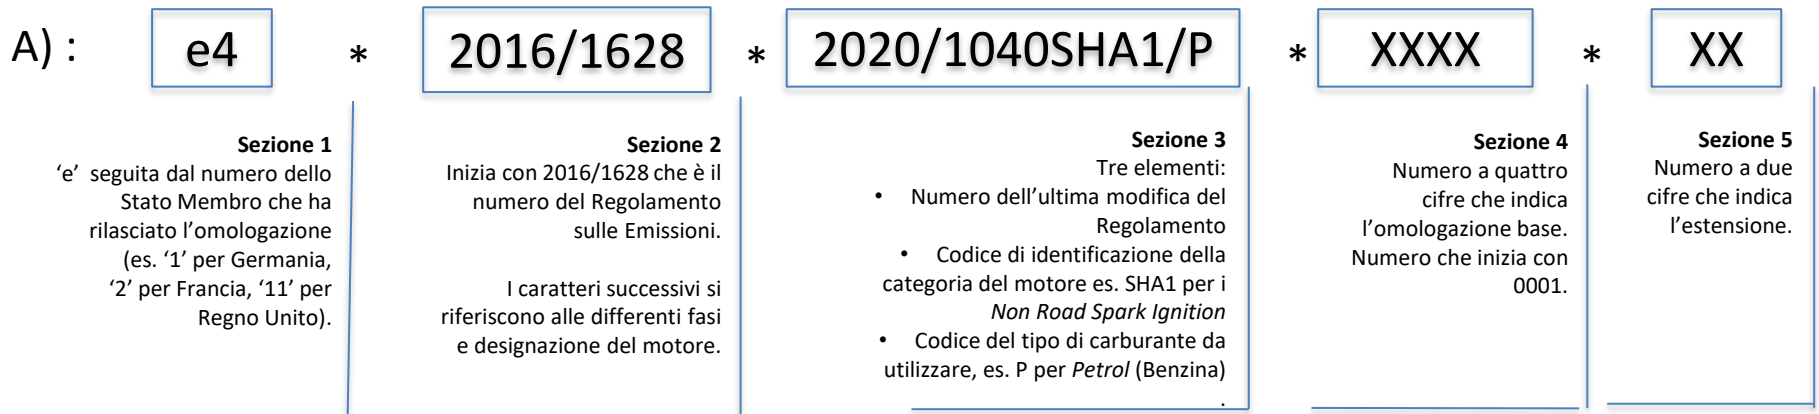 A) : e4 * 2016/1628 * 2020/1040SHA1/P * XXXX * XX
Sezione 1
‘e’ seguita dal numero dello
Stato Membro che ha
rilasciato l’omologazione
(es. ‘1’ per Germania,
‘2’ per Francia, ‘11’ per
Regno Unito).
Sezione 2
Inizia con 2016/1628 che è il
numero del Regolamento
sulle Emissioni.
I caratteri successivi si
riferiscono alle differenti fasi
e designazione del motore.
Sezione 3
Tre elementi:
• Numero dell’ultima modifica del
Regolamento
• Codice di identificazione della
categoria del motore es. SHA1 per i
Non Road Spark Ignition
• Codice del tipo di carburante da
utilizzare, es. P per Petrol (Benzina)
.
Sezione 4
Numero a quattro
cifre che indica
l’omologazione base.
Numero che inizia con
0001.
Sezione 5
Numero a due
cifre che indica
l’estensione.